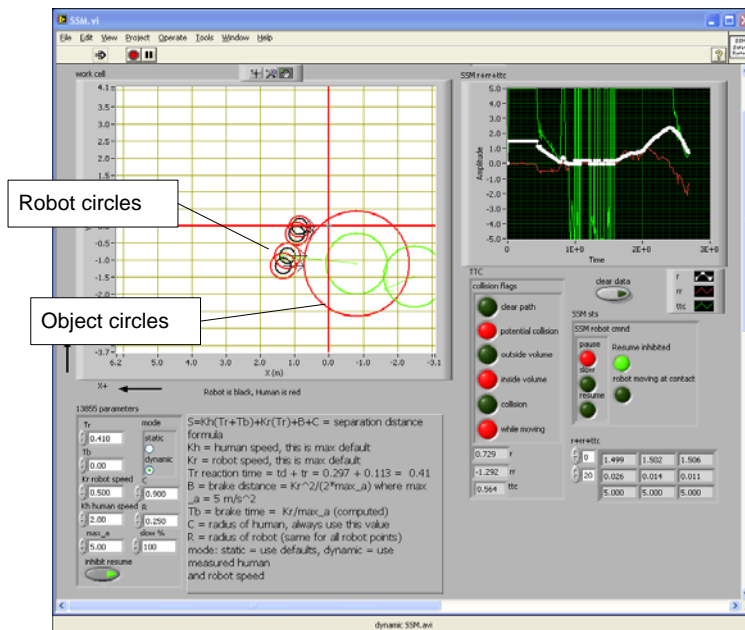 SSM.vi
File Edit View Project Operate Tools Window Help
work cell
4.1
3.5
3.0
2.5
2.0
1.5
1.0
0.5
0.0
-0.5
-1.0
-1.5
-2.0
-3.7
6.2 5.0 4.0 3.0 2.0 1.0 0.0 -1.0 -2.0 -3.1
X {m}
X+
Robot is black, Human is red
Robot circles
Object circles
SSM r+rr+ttc
5.0
4.0
3.0
2.0
1.0
0.0
-1.0
-2.0
-3.0
-4.0
-5.0
Amplitude
0E+0 1E+0 2E+0 3E+0
Time
TTC
collision flags
clear path
potential collision
outside volume
inside volume
collision
while moving
0.729 r
-1.292 rr
0.564 ttc
clear data
r
rr
ttc
SSM sts
SSM robot cmnd
pause
slow
resume
Resume inhibited
robot moving at contact
r+rr+ttc
0 1.499 1.502 1.506
20 0.026 0.014 0.011
5.000 5.000 5.000
13855 parameters
Tr
0.410
Tb
0.00
Kr robot speed
0.500
Kh human speed
2.00
max_a
5.00
inhibit resume
mode
static
dynamic
C
0.900
R
0.250
slow %
100
S=Kh(Tr+Tb)+Kr(Tr)+B+C = separation distance
formula
Kh = human speed, this is max default
Kr = robot speed, this is max default
Tr reaction time = td + tr = 0.297 + 0.113 = 0.41
B = brake distance = Kr^2/(2*max_a) where max
_a = 5 m/s^2
Tb = brake time = Kr/max_a (computed)
C = radius of human, always use this value
R = radius of robot (same for all robot points)
mode: static = use defaults, dynamic = use
measured human
and robot speed
dynamic SSM.avi